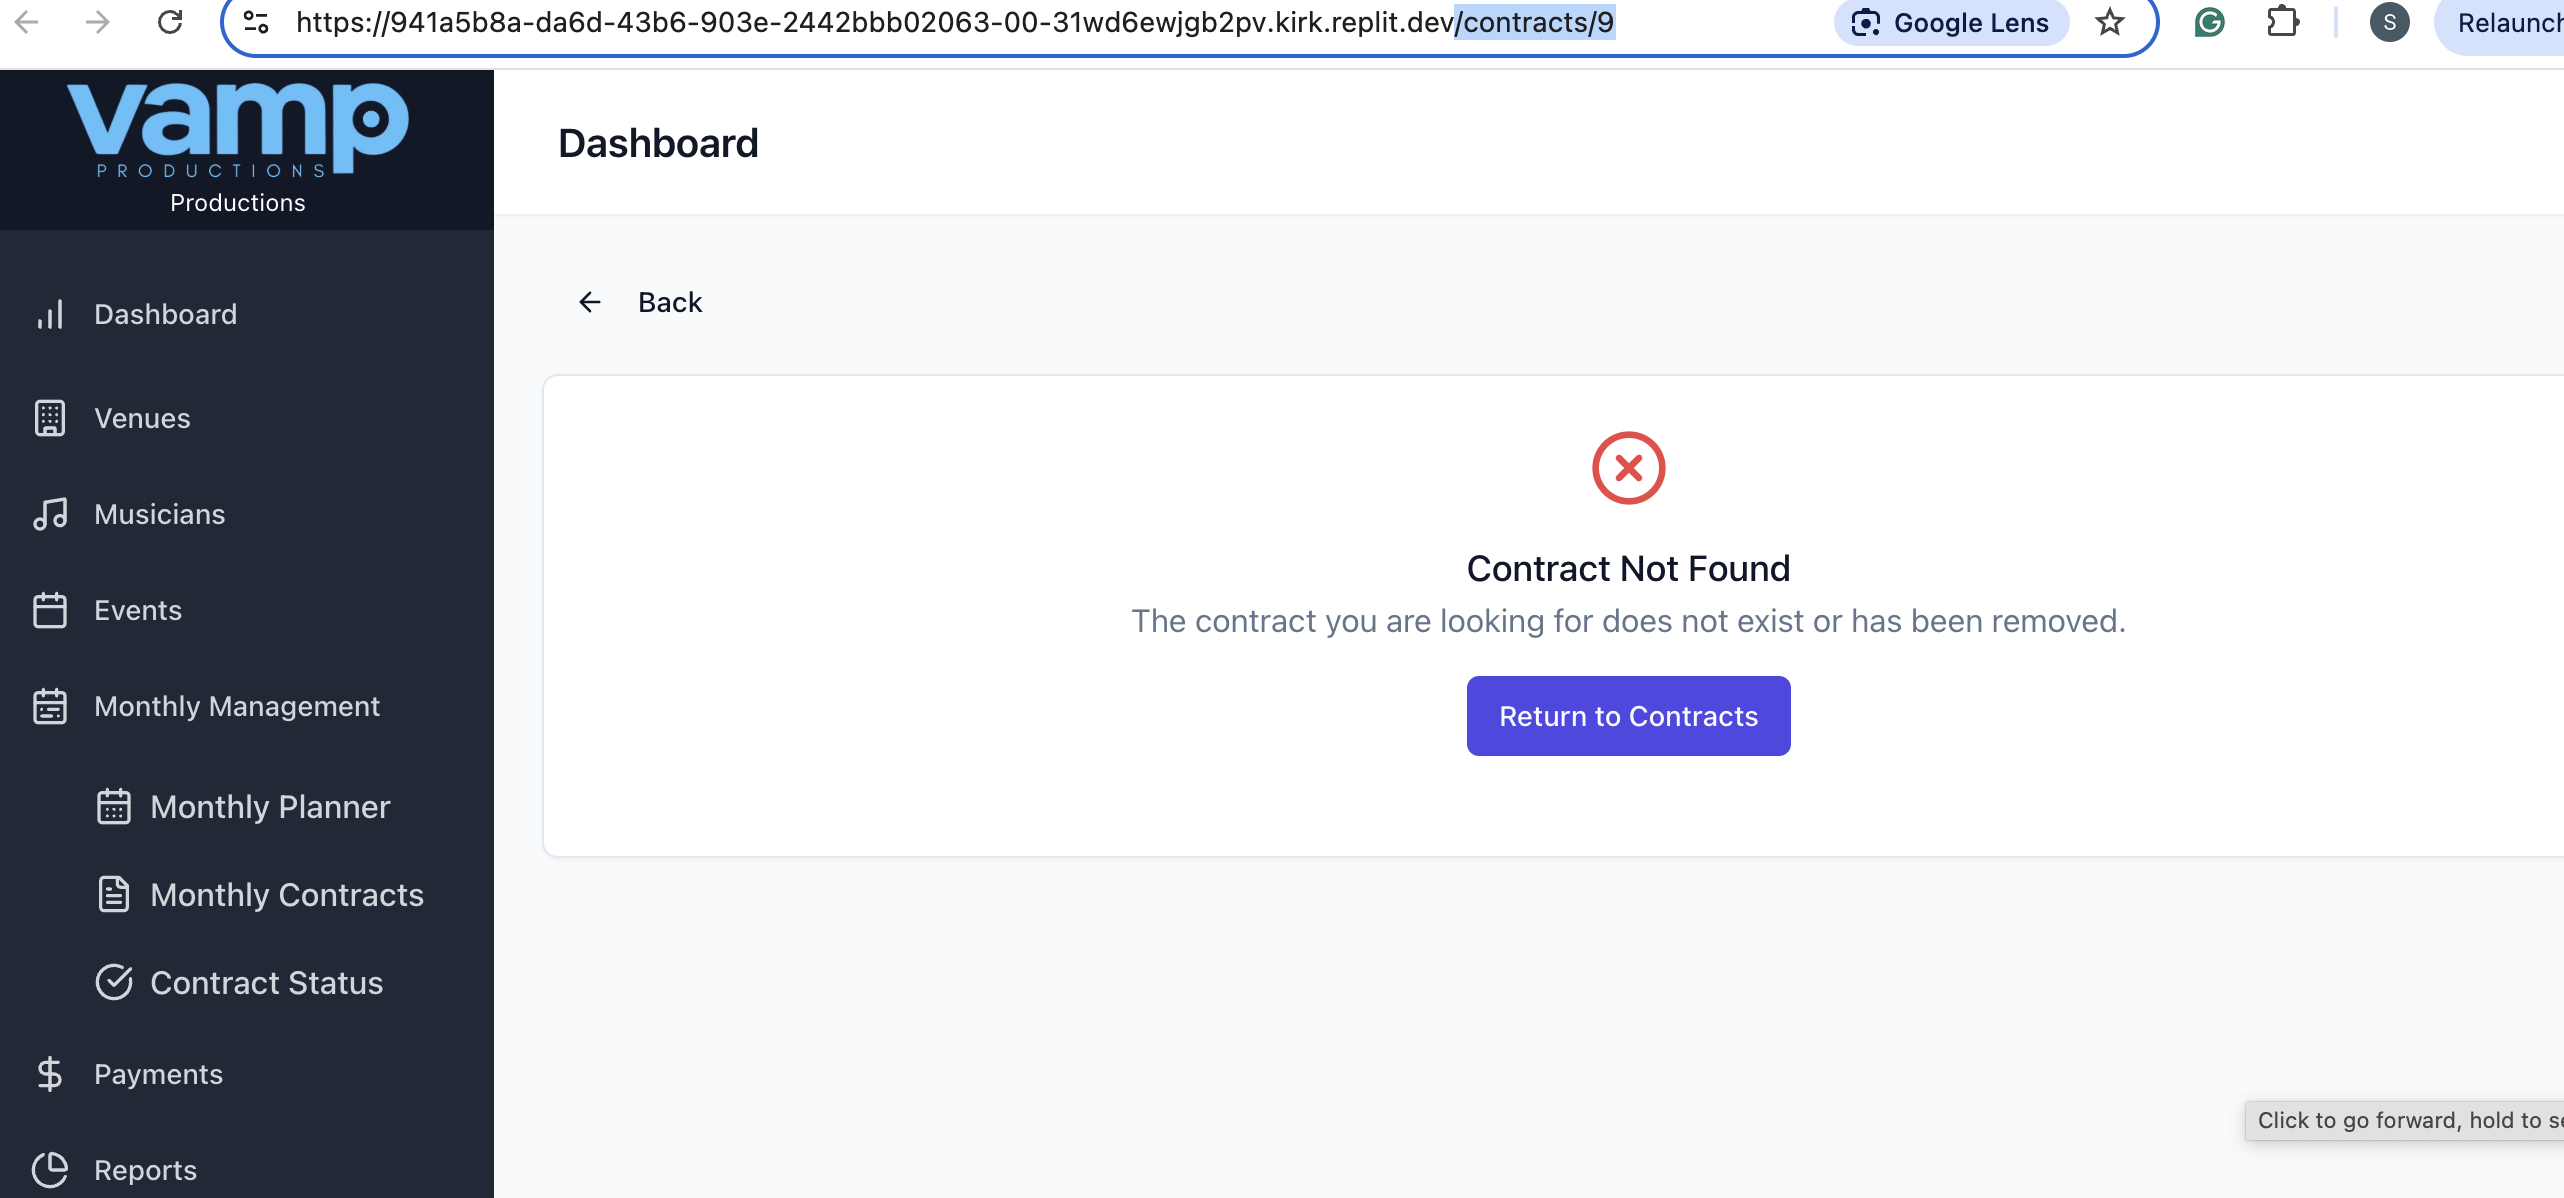 https://941a5b8a-da6d-43b6-903e-2442bbb02063-00-31wd6ewjgb2pv.kirk.replit.dev/contracts/9
Google Lens
S
Relaunch
vamp
PRODUCTIONS
Productions
Dashboard
Venues
Musicians
Events
Monthly Management
Monthly Planner
Monthly Contracts
Contract Status
Payments
Reports
Dashboard
Back
Contract Not Found
The contract you are looking for does not exist or has been removed.
Return to Contracts
Click to go forward, hold to se